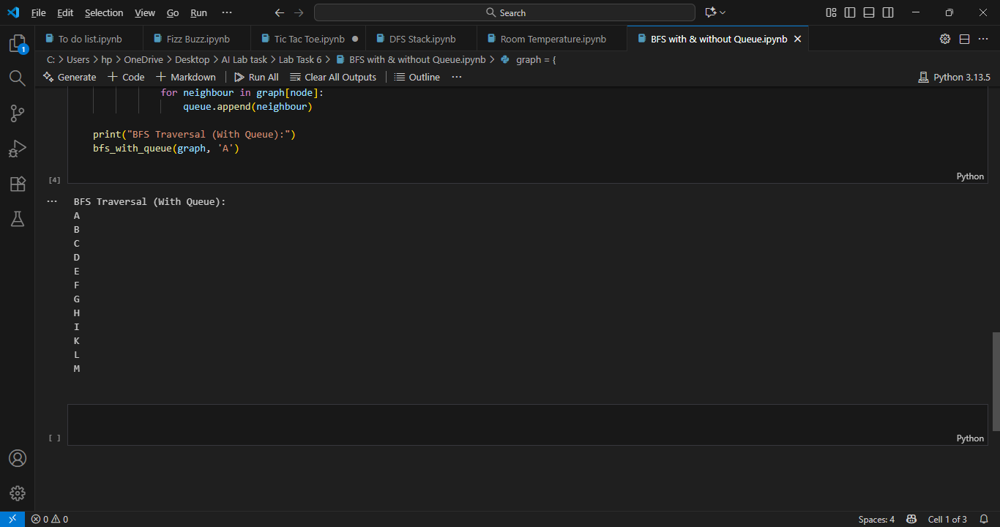 File Edit Selection View Go Run ··· Search
To do list.ipynb Fizz Buzz.ipynb Tic Tac Toe.ipynb DFS Stack.ipynb Room Temperature.ipynb BFS with & without Queue.ipynb
C: > Users > hp > OneDrive > Desktop > AI Lab task > Lab Task 6 > BFS with & without Queue.ipynb > graph = {
Generate + Code + Markdown Run All Clear All Outputs Outline ··· Python 3.13.5
1
for neighbour in graph[node]:
queue.append(neighbour)
print("BFS Traversal (With Queue):")
bfs_with_queue(graph, 'A')
[4] Python
··· BFS Traversal (With Queue):
A
B
C
D
E
F
G
H
I
K
L
M
[ ] Python
0 0 Spaces: 4 Cell 1 of 3